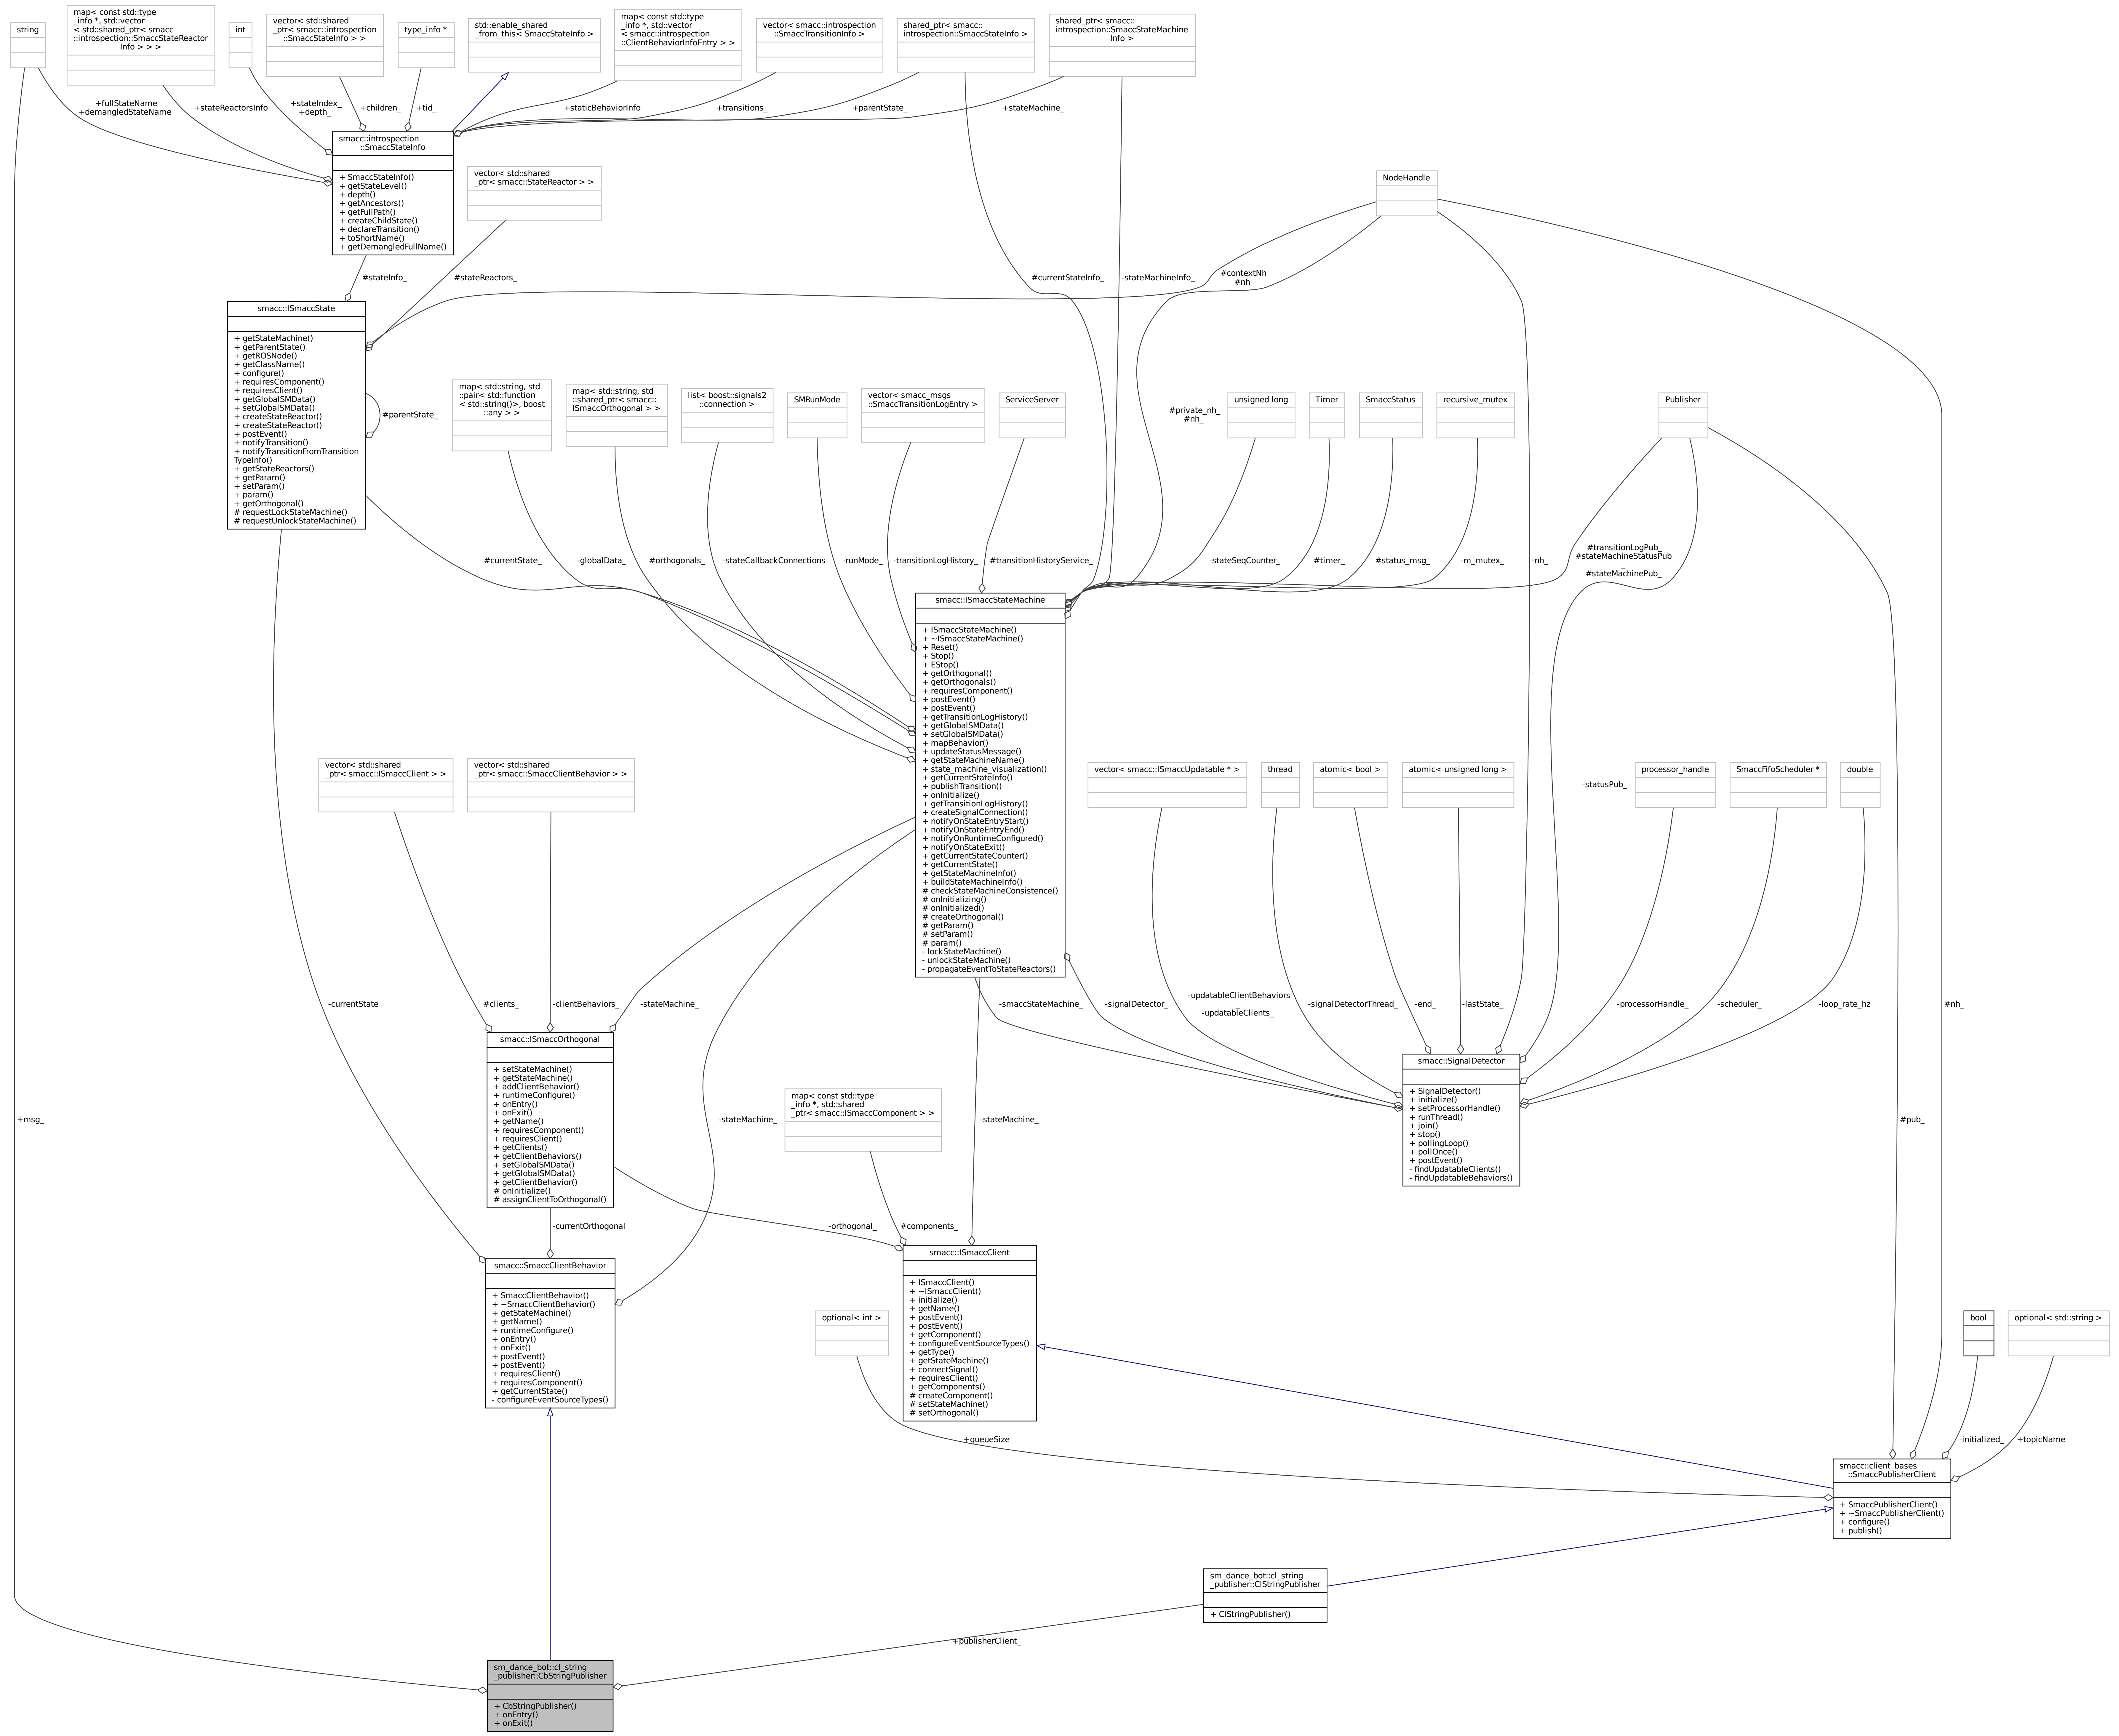 string
map< const std::type
_info *, std::vector
< std::shared_ptr< smacc
::introspection::SmaccStateReactor
Info > > >
int
vector< std::shared
_ptr< smacc::introspection
::SmaccStateInfo > >
type_info *
std::enable_shared
_from_this< SmaccStateInfo >
map< const std::type
_info *, std::vector
< smacc::introspection
::ClientBehaviorInfoEntry > >
vector< smacc::introspection
::SmaccTransitionInfo >
shared_ptr< smacc::
introspection::SmaccStateInfo >
shared_ptr< smacc::
introspection::SmaccStateMachine
Info >
+fullStateName
+demangledStateName
+stateReactorsInfo
+stateIndex_
+depth_
+children_
+tid_
+staticBehaviorInfo
+transitions_
+parentState_
+stateMachine_
smacc::introspection
::SmaccStateInfo
+ SmaccStateInfo()
+ getStateLevel()
+ depth()
+ getAncestors()
+ getFullPath()
+ createChildState()
+ declareTransition()
+ toShortName()
+ getDemangledFullName()
vector< std::shared
_ptr< smacc::StateReactor > >
NodeHandle
#stateInfo_
#stateReactors_
#currentStateInfo_
-stateMachineInfo_
#contextNh
#nh
smacc::ISmaccState
+ getStateMachine()
+ getParentState()
+ getROSNode()
+ getClassName()
+ configure()
+ requiresComponent()
+ requiresClient()
+ getGlobalSMData()
+ setGlobalSMData()
+ createStateReactor()
+ createStateReactor()
+ postEvent()
+ notifyTransition()
+ notifyTransitionFromTransition
TypeInfo()
+ getStateReactors()
+ getParam()
+ setParam()
+ param()
+ getOrthogonal()
# requestLockStateMachine()
# requestUnlockStateMachine()
#parentState_
map< std::string, std
::pair< std::function
< std::string()>, boost
::any > >
map< std::string, std
::shared_ptr< smacc::
ISmaccOrthogonal > >
list< boost::signals2
::connection >
SMRunMode
vector< smacc_msgs
::SmaccTransitionLogEntry >
ServiceServer
#private_nh_
#nh_
unsigned long
Timer
SmaccStatus
recursive_mutex
Publisher
#currentState_
-globalData_
#orthogonals_
-stateCallbackConnections
-runMode_
-transitionLogHistory_
#transitionHistoryService_
-stateSeqCounter_
#timer_
#status_msg_
-m_mutex_
-nh_
#transitionLogPub_
#stateMachineStatusPub
_
#stateMachinePub_
smacc::ISmaccStateMachine
+ ISmaccStateMachine()
+ ~ISmaccStateMachine()
+ Reset()
+ Stop()
+ EStop()
+ getOrthogonal()
+ getOrthogonals()
+ requiresComponent()
+ postEvent()
+ postEvent()
+ getTransitionLogHistory()
+ getGlobalSMData()
+ setGlobalSMData()
+ mapBehavior()
+ updateStatusMessage()
+ getStateMachineName()
+ state_machine_visualization()
+ getCurrentStateInfo()
+ publishTransition()
+ onInitialize()
+ getTransitionLogHistory()
+ createSignalConnection()
+ notifyOnStateEntryStart()
+ notifyOnStateEntryEnd()
+ notifyOnRuntimeConfigured()
+ notifyOnStateExit()
+ getCurrentStateCounter()
+ getCurrentState()
+ getStateMachineInfo()
+ buildStateMachineInfo()
# checkStateMachineConsistence()
# onInitializing()
# onInitialized()
# createOrthogonal()
# getParam()
# setParam()
# param()
- lockStateMachine()
- unlockStateMachine()
- propagateEventToStateReactors()
vector< std::shared
_ptr< smacc::ISmaccClient > >
vector< std::shared
_ptr< smacc::SmaccClientBehavior > >
vector< smacc::ISmaccUpdatable * >
thread
atomic< bool >
atomic< unsigned long >
-statusPub_
processor_handle
SmaccFifoScheduler *
double
-currentState
#clients_
-clientBehaviors_
-stateMachine_
-smaccStateMachine_
-signalDetector_
-updatableClientBehaviors
_
-updatableClients_
-signalDetectorThread_
-end_
-lastState_
-processorHandle_
-scheduler_
-loop_rate_hz
#nh_
smacc::ISmaccOrthogonal
+ setStateMachine()
+ getStateMachine()
+ addClientBehavior()
+ runtimeConfigure()
+ onEntry()
+ onExit()
+ getName()
+ requiresComponent()
+ requiresClient()
+ getClients()
+ getClientBehaviors()
+ setGlobalSMData()
+ getGlobalSMData()
+ getClientBehavior()
# onInitialize()
# assignClientToOrthogonal()
smacc::SignalDetector
+ SignalDetector()
+ initialize()
+ setProcessorHandle()
+ runThread()
+ join()
+ stop()
+ pollingLoop()
+ pollOnce()
+ postEvent()
- findUpdatableClients()
- findUpdatableBehaviors()
map< const std::type
_info *, std::shared
_ptr< smacc::ISmaccComponent > >
+msg_
-stateMachine_
-stateMachine_
#pub_
-currentOrthogonal
-orthogonal_
#components_
smacc::SmaccClientBehavior
+ SmaccClientBehavior()
+ ~SmaccClientBehavior()
+ getStateMachine()
+ getName()
+ runtimeConfigure()
+ onEntry()
+ onExit()
+ postEvent()
+ postEvent()
+ requiresClient()
+ requiresComponent()
+ getCurrentState()
- configureEventSourceTypes()
optional< int >
smacc::ISmaccClient
+ ISmaccClient()
+ ~ISmaccClient()
+ initialize()
+ getName()
+ postEvent()
+ postEvent()
+ getComponent()
+ configureEventSourceTypes()
+ getType()
+ getStateMachine()
+ connectSignal()
+ requiresClient()
+ getComponents()
# createComponent()
# setStateMachine()
# setOrthogonal()
bool
optional< std::string >
+queueSize
-initialized_
+topicName
smacc::client_bases
::SmaccPublisherClient
+ SmaccPublisherClient()
+ ~SmaccPublisherClient()
+ configure()
+ publish()
sm_dance_bot::cl_string
_publisher::ClStringPublisher
+ ClStringPublisher()
+publisherClient_
sm_dance_bot::cl_string
_publisher::CbStringPublisher
+ CbStringPublisher()
+ onEntry()
+ onExit()